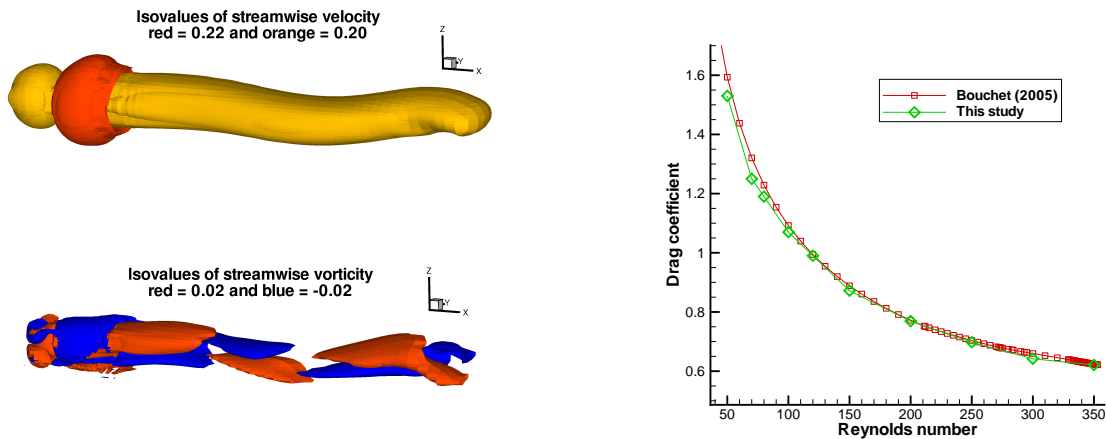 Isovalues of streamwise velocity
red = 0.22 and orange = 0.20
Z
Y
X
Isovalues of streamwise vorticity
red = 0.02 and blue = -0.02
Z
Y
X
Bouchet (2005)
This study
Drag coefficient
1.6
1.4
1.2
1
0.8
0.6
50 100 150 200 250 300 350
Reynolds number